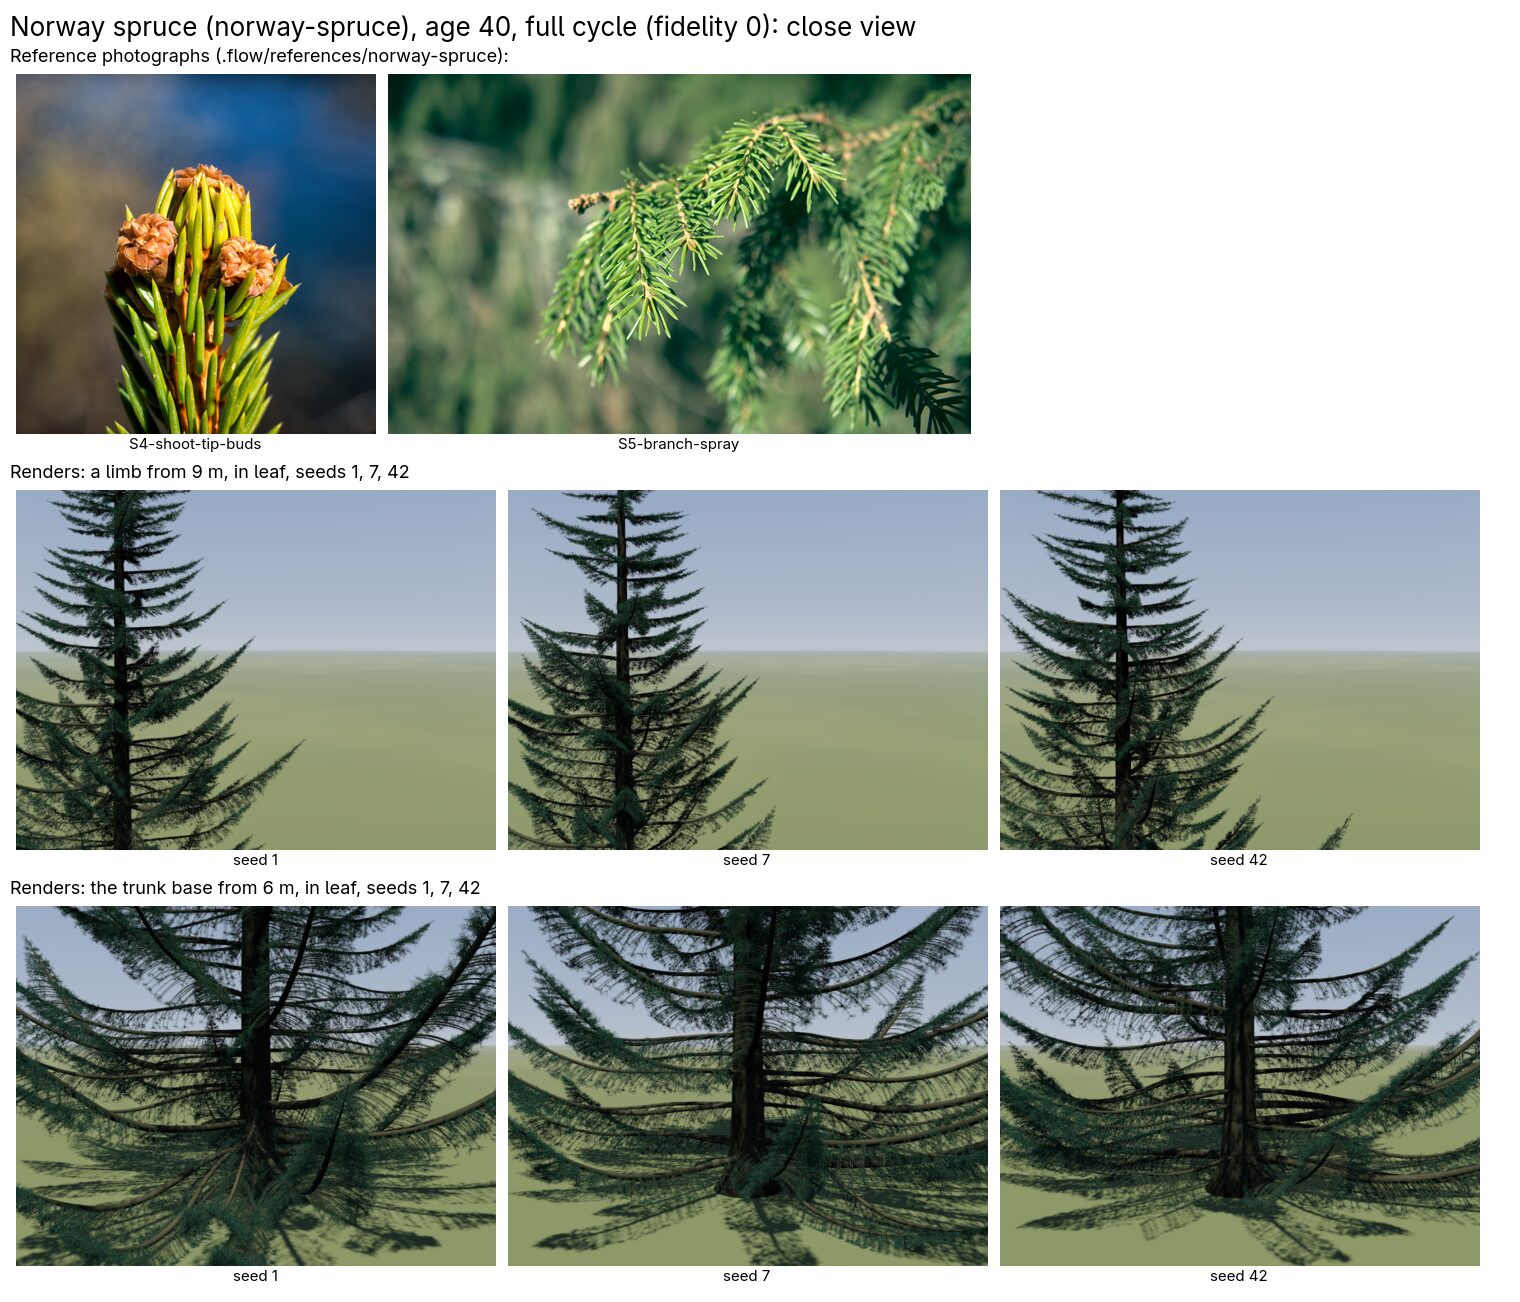 Norway spruce (norway-spruce), age 40, full cycle (fidelity 0): close view
Reference photographs (.flow/references/norway-spruce):
S4-shoot-tip-buds
S5-branch-spray
Renders: a limb from 9 m, in leaf, seeds 1, 7, 42
seed 1
seed 7
seed 42
Renders: the trunk base from 6 m, in leaf, seeds 1, 7, 42
seed 1
seed 7
seed 42